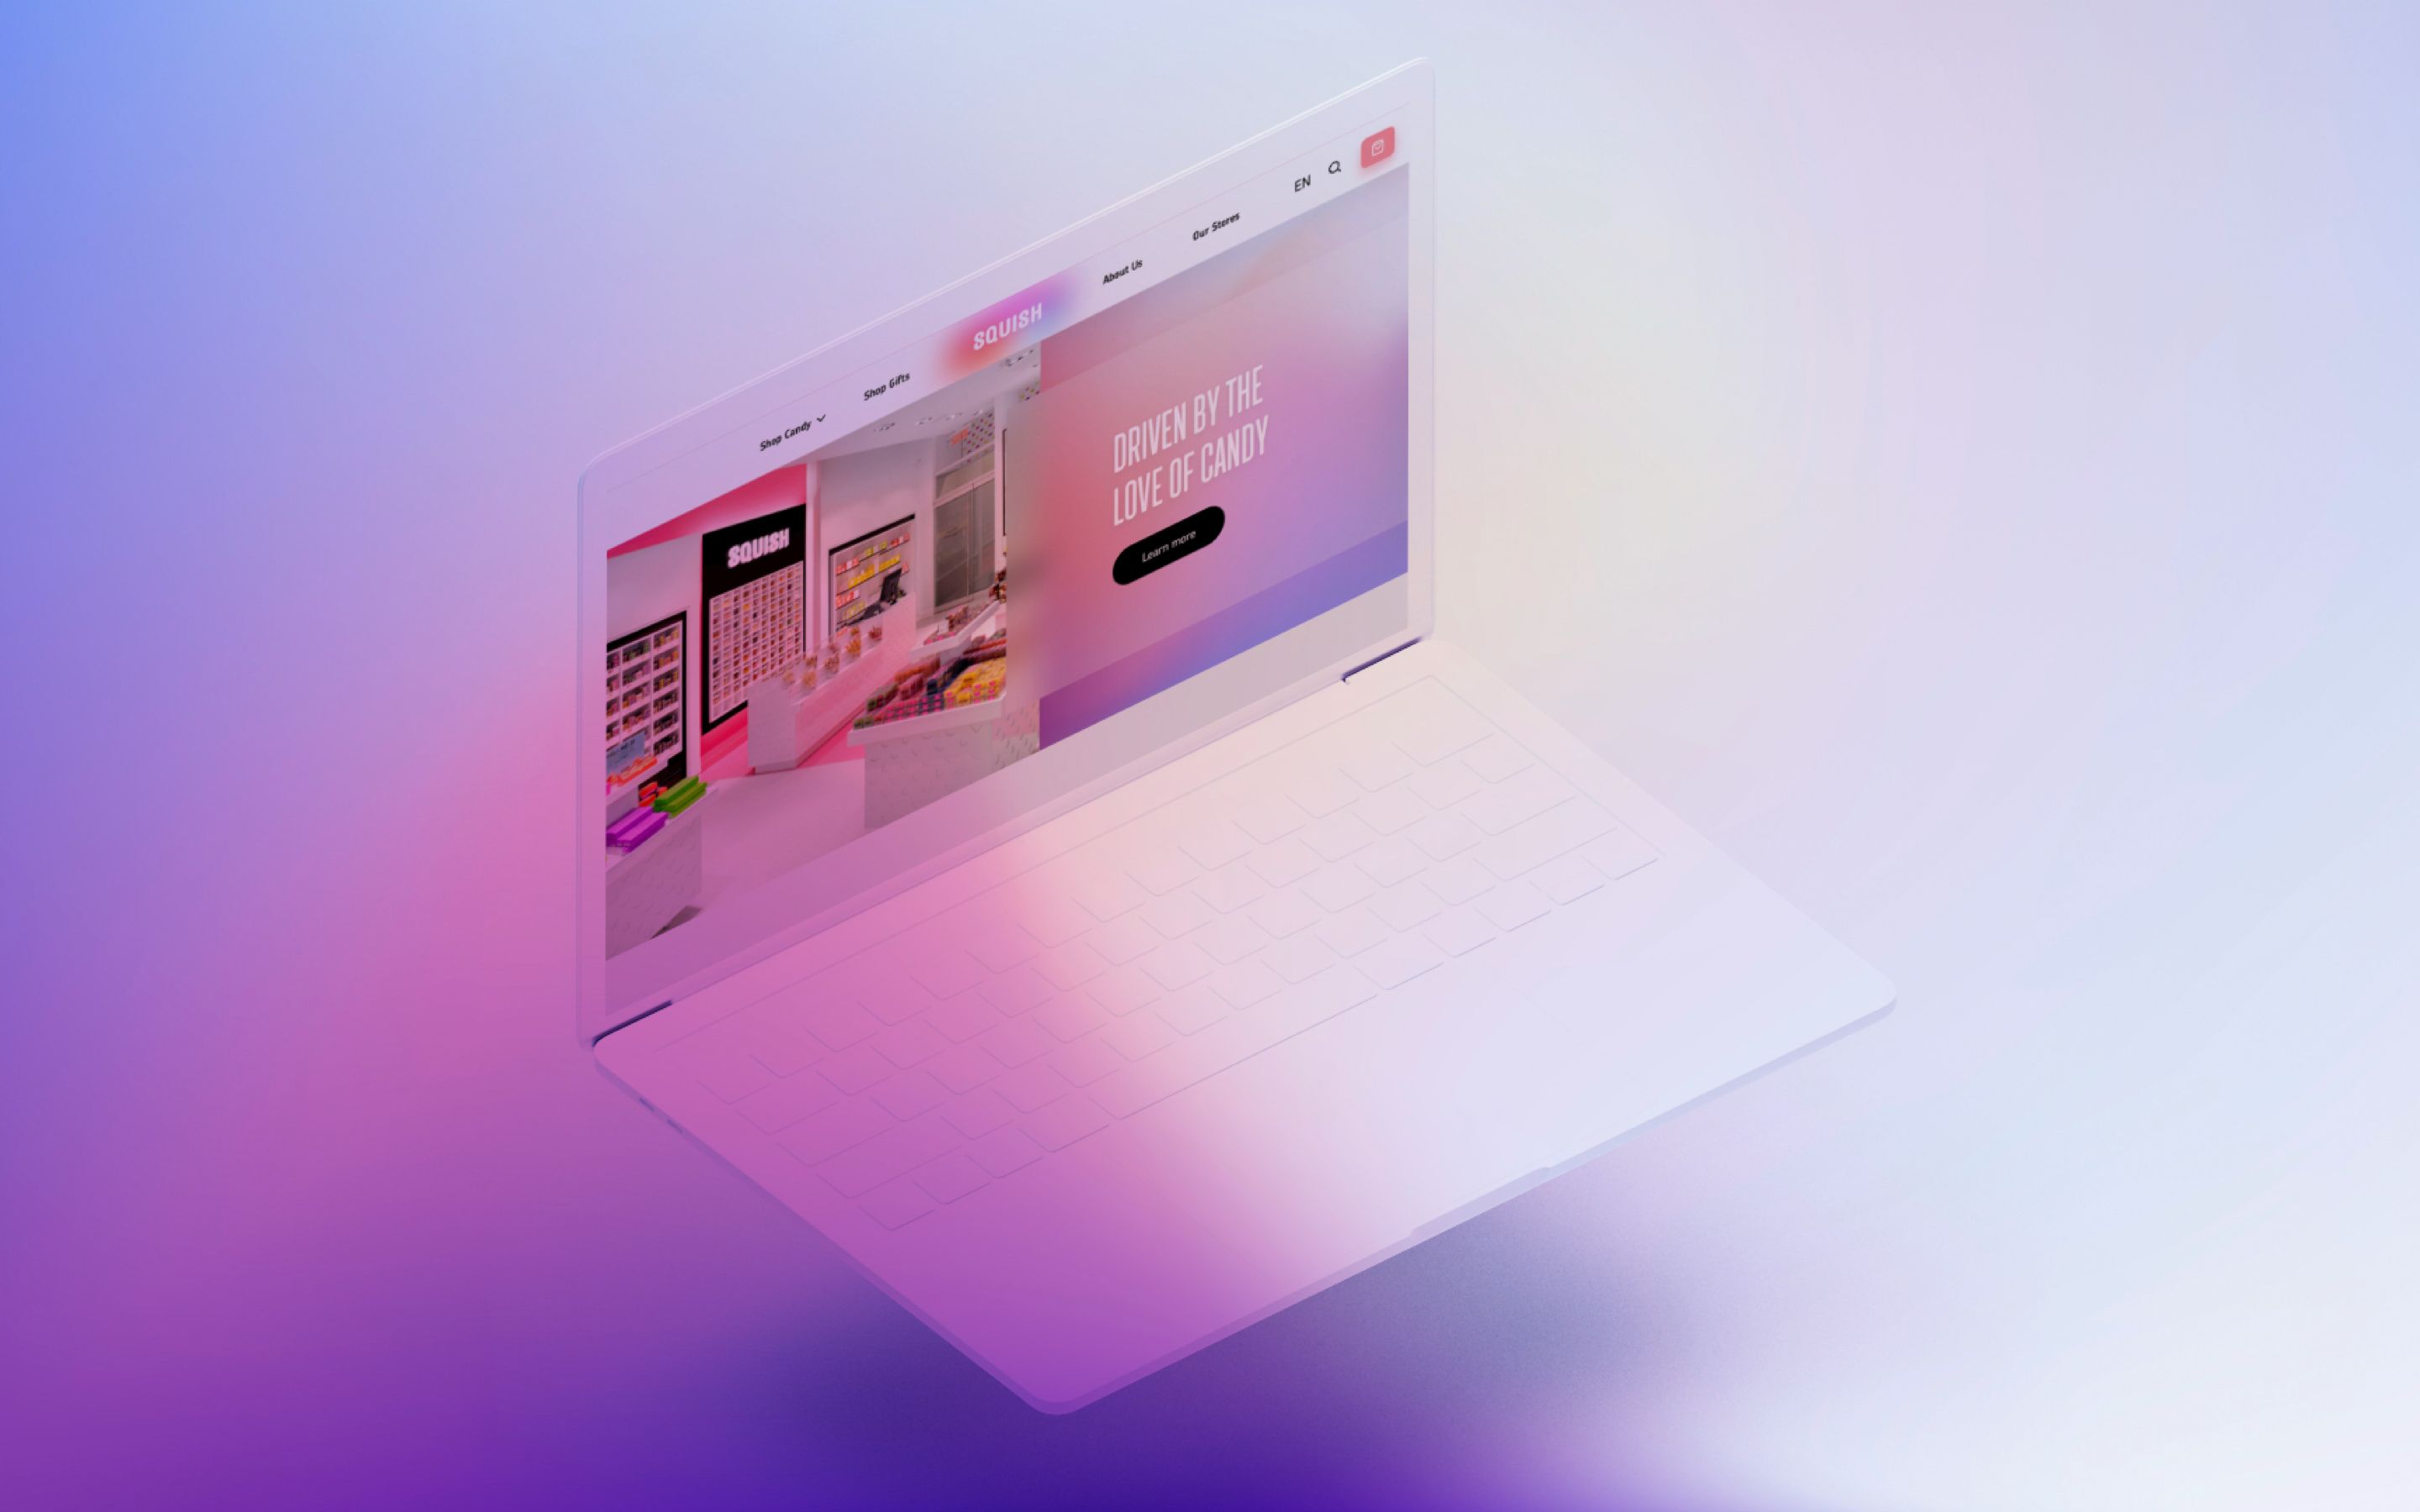 Shop Candy
Shop Gifts
SQUISH
About Us
Our Stores
EN
SQUISH
DRIVEN BY THE
LOVE OF CANDY
Learn more